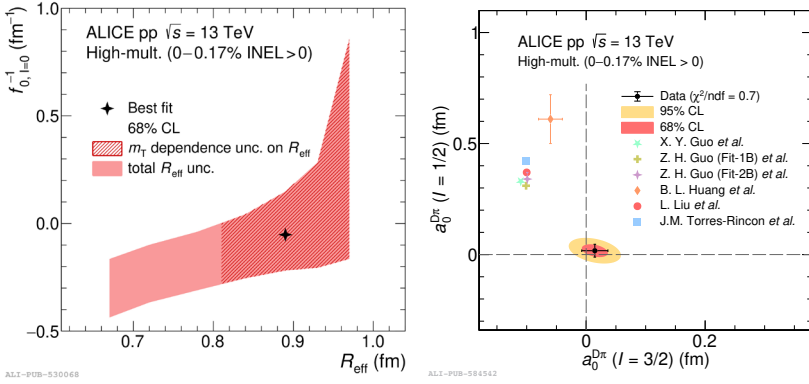 ALICE pp √s = 13 TeV
High-mult. (0−0.17% INEL > 0)
Best fit
68% CL
m_T dependence unc. on R_eff
total R_eff unc.
f⁻¹_{0, I=0} (fm⁻¹)
1.0
0.5
0.0
−0.5
0.7 0.8 0.9 1.0
R_eff (fm)
ALI-PUB-530068
ALICE pp √s = 13 TeV
High-mult. (0−0.17% INEL > 0)
Data (χ²/ndf = 0.7)
95% CL
68% CL
X. Y. Guo et al.
Z. H. Guo (Fit-1B) et al.
Z. H. Guo (Fit-2B) et al.
B. L. Huang et al.
L. Liu et al.
J.M. Torres-Rincon et al.
a₀^{Dπ} (I = 1/2) (fm)
1
0.5
0
0 0.2
a₀^{Dπ} (I = 3/2) (fm)
ALI-PUB-584542